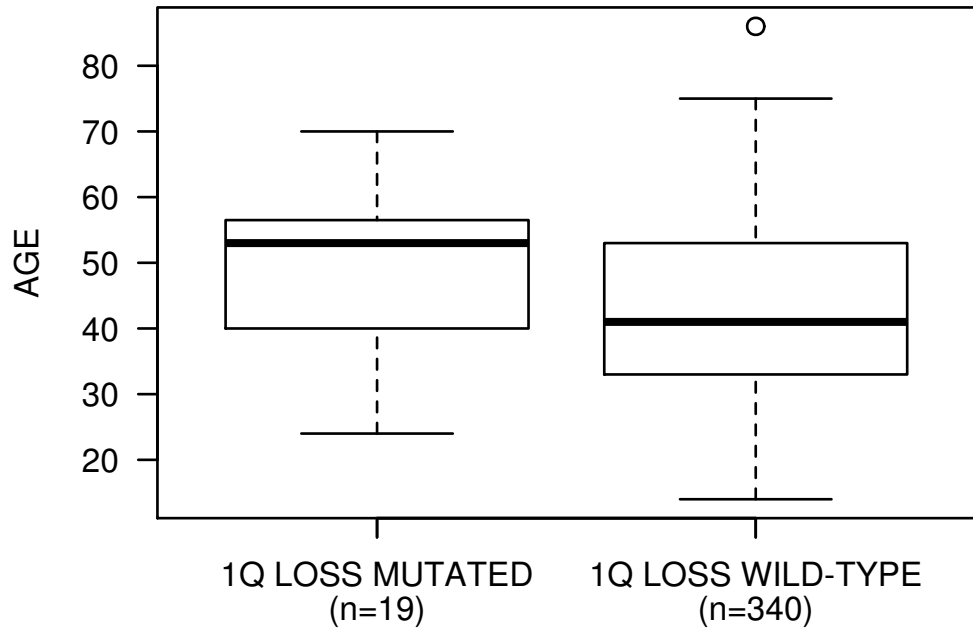 AGE
80
70
60
50
40
30
20
1Q LOSS MUTATED
(n=19)
1Q LOSS WILD-TYPE
(n=340)